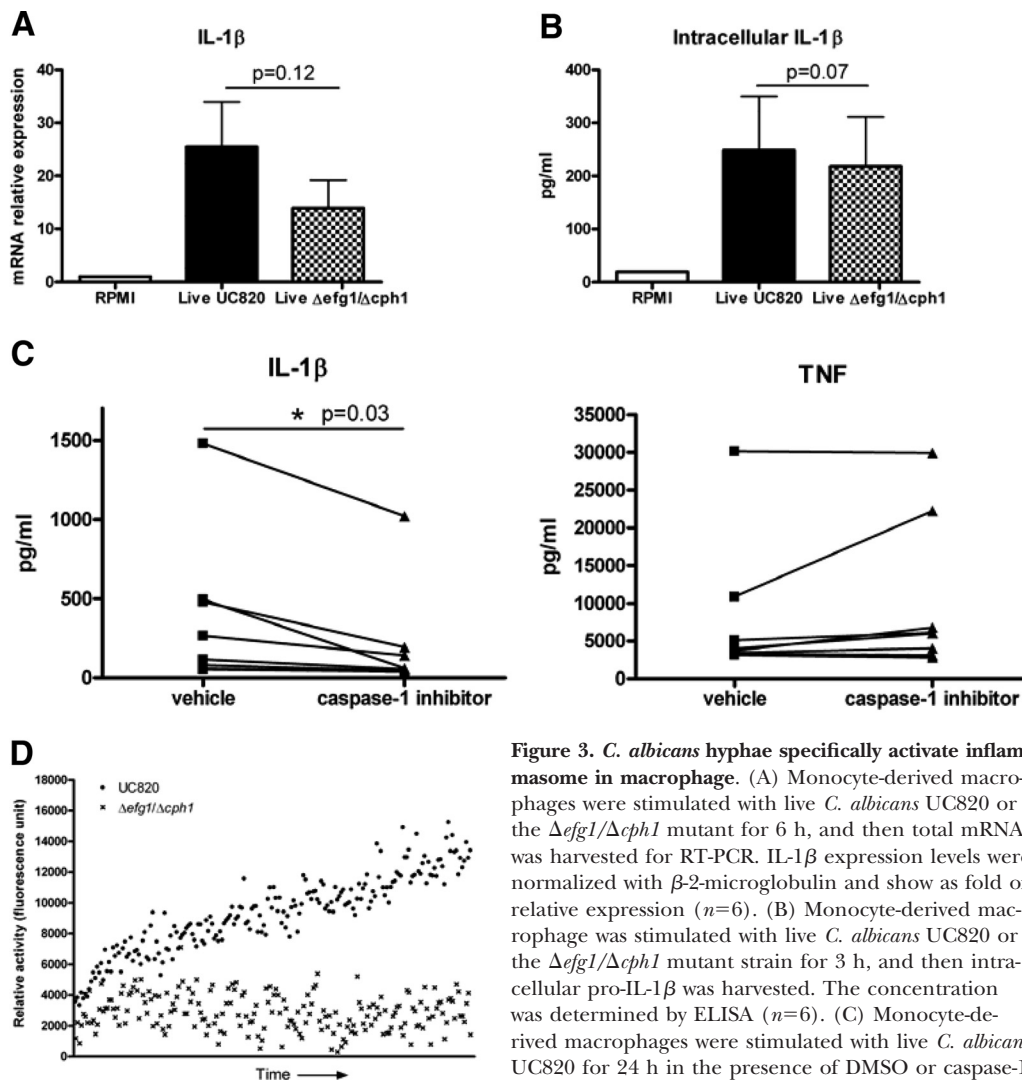 A
IL-1β
mRNA relative expression
40
30
20
10
0
p=0.12
RPMI
Live UC820
Live Δefg1/Δcph1
B
Intracellular IL-1β
pg/ml
400
300
200
100
0
p=0.07
RPMI
Live UC820
Live Δefg1/Δcph1
C
IL-1β
pg/ml
1500
1000
500
0
* p=0.03
vehicle
caspase-1 inhibitor
TNF
pg/ml
35000
30000
25000
20000
15000
10000
5000
0
vehicle
caspase-1 inhibitor
D
Relative activity (fluorescence unit)
18000
16000
14000
12000
10000
8000
6000
4000
2000
0
UC820
Δefg1/Δcph1
Time
Figure 3. C. albicans hyphae specifically activate inflam
masome in macrophage. (A) Monocyte-derived macro-
phages were stimulated with live C. albicans UC820 or
the Δefg1/Δcph1 mutant for 6 h, and then total mRNA
was harvested for RT-PCR. IL-1β expression levels were
normalized with β-2-microglobulin and show as fold of
relative expression (n=6). (B) Monocyte-derived mac-
rophage was stimulated with live C. albicans UC820 or
the Δefg1/Δcph1 mutant strain for 3 h, and then intra-
cellular pro-IL-1β was harvested. The concentration
was determined by ELISA (n=6). (C) Monocyte-de-
rived macrophages were stimulated with live C. albican
UC820 for 24 h in the presence of DMSO or caspase-1